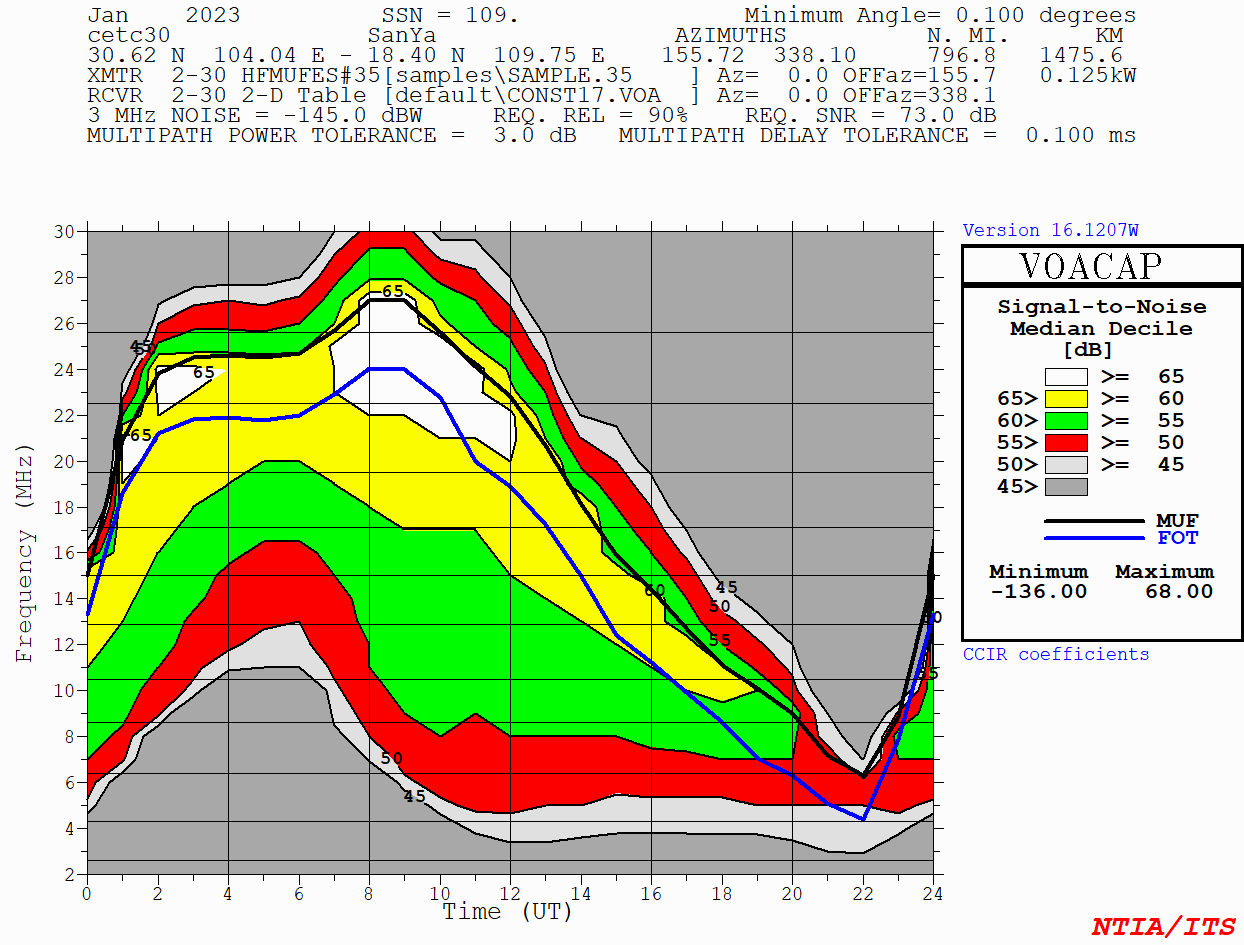 Jan    2023          SSN = 109.                Minimum Angle= 0.100 degrees
cetc30              SanYa                 AZIMUTHS          N. MI.      KM
30.62 N  104.04 E - 18.40 N  109.75 E    155.72  338.10     796.8   1475.6
XMTR  2-30 HFMUFES#35[samples\SAMPLE.35    ] Az=  0.0 OFFaz=155.7   0.125kW
RCVR  2-30 2-D Table [default\CONST17.VOA  ] Az=  0.0 OFFaz=338.1
3 MHz NOISE = -145.0 dBW     REQ. REL = 90%    REQ. SNR = 73.0 dB
MULTIPATH POWER TOLERANCE =  3.0 dB   MULTIPATH DELAY TOLERANCE =  0.100 ms
30
28
26
24
22
20
18
16
14
12
10
8
6
4
2
Frequency (MHz)
0 2 4 6 8 10 12 14 16 18 20 22 24
Time (UT)
65
45
65
65
60
45
50
55
50
45
Version 16.1207W
VOACAP
Signal-to-Noise
Median Decile
[dB]
>= 65
65> >= 60
60> >= 55
55> >= 50
50> >= 45
45>
MUF
FOT
Minimum Maximum
-136.00 68.00
CCIR coefficients
NTIA/ITS